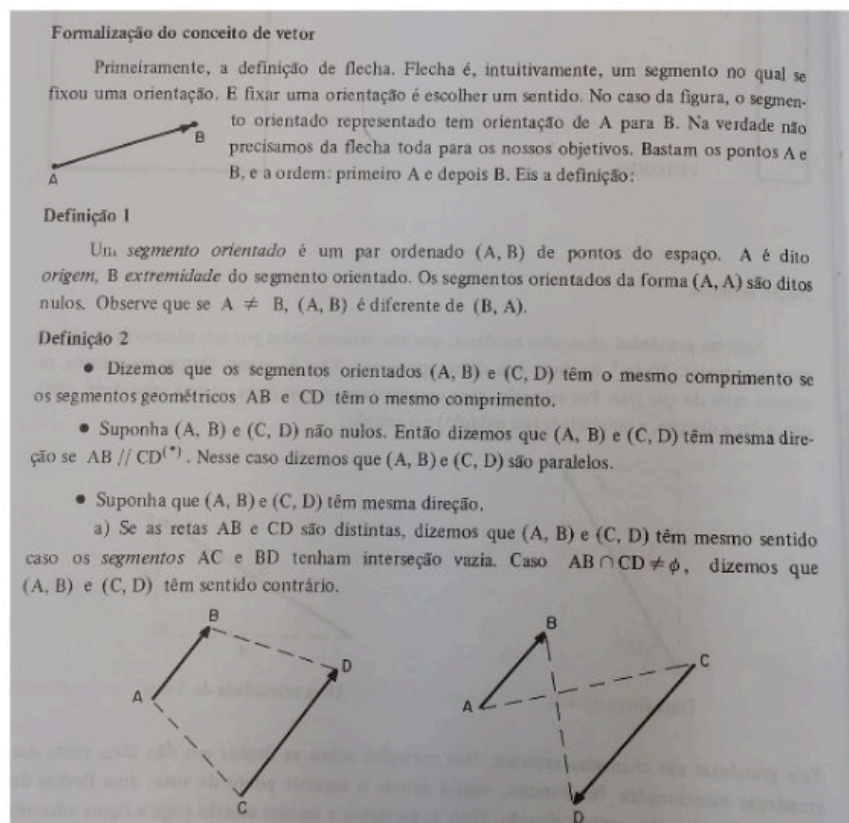 Formalização do conceito de vetor
Primeiramente, a definição de flecha. Flecha é, intuitivamente, um segmento no qual se
fixou uma orientação. E fixar uma orientação é escolher um sentido. No caso da figura, o segmen-
to orientado representado tem orientação de A para B. Na verdade não
precisamos da flecha toda para os nossos objetivos. Bastam os pontos A e
B, e a ordem: primeiro A e depois B. Eis a definição:
B
A
Definição 1
Um segmento orientado é um par ordenado (A, B) de pontos do espaço. A é dito
origem, B extremidade do segmento orientado. Os segmentos orientados da forma (A, A) são ditos
nulos. Observe que se A ≠ B, (A, B) é diferente de (B, A).
Definição 2
● Dizemos que os segmentos orientados (A, B) e (C, D) têm o mesmo comprimento se
os segmentos geométricos AB e CD têm o mesmo comprimento.
● Suponha (A, B) e (C, D) não nulos. Então dizemos que (A, B) e (C, D) têm mesma dire-
ção se AB // CD(*). Nesse caso dizemos que (A, B) e (C, D) são paralelos.
● Suponha que (A, B) e (C, D) têm mesma direção.
a) Se as retas AB e CD são distintas, dizemos que (A, B) e (C, D) têm mesmo sentido
caso os segmentos AC e BD tenham interseção vazia. Caso AB ∩ CD ≠ ϕ, dizemos que
(A, B) e (C, D) têm sentido contrário.
B
D
A
C
B
C
A
D